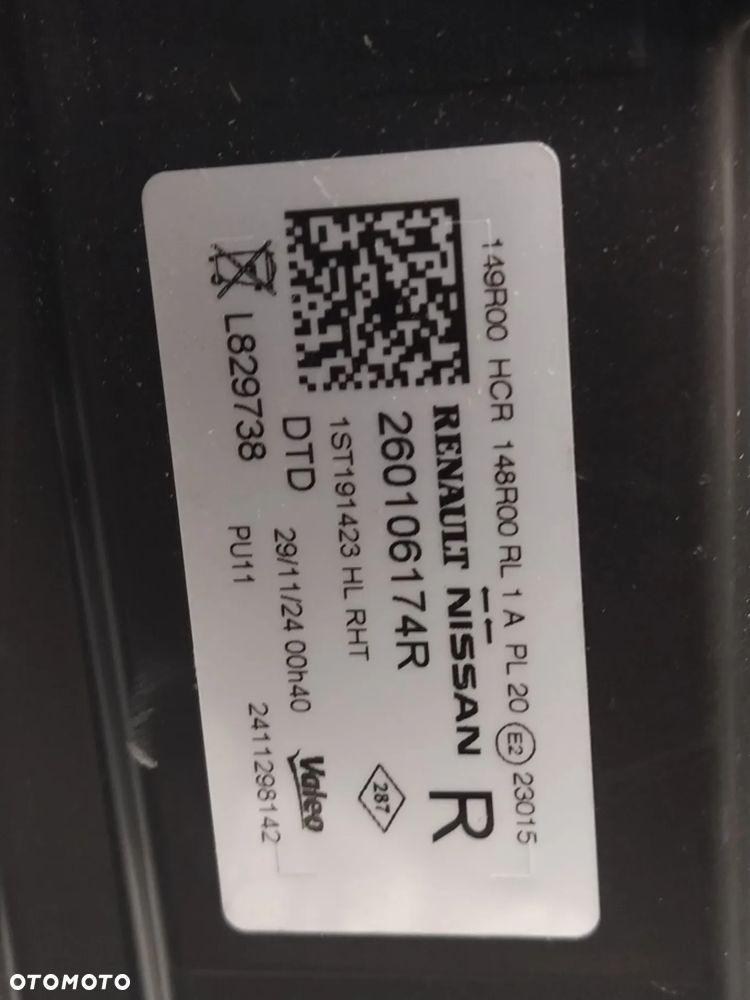 149R00 HCR 148R00 RL 1 A PL 20 E2 23015
RENAULT NISSAN R
260106174R
287
1ST191423 HL RHT
DTD 29/11/24 00h40 Valeo
L829738 PU11 2411298142
OTOMOTO